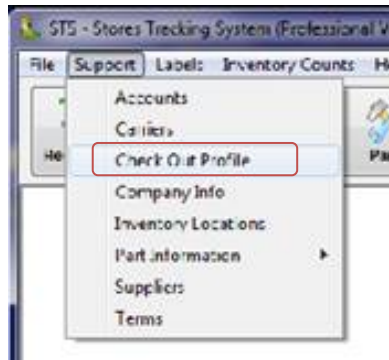 STS - Stores Tracking System (Professional V
File Support Labels Inventory Counts H
Accounts
Carriers
Check Out Profile
Company Info
Inventory Locations
Part Information
Suppliers
Terms